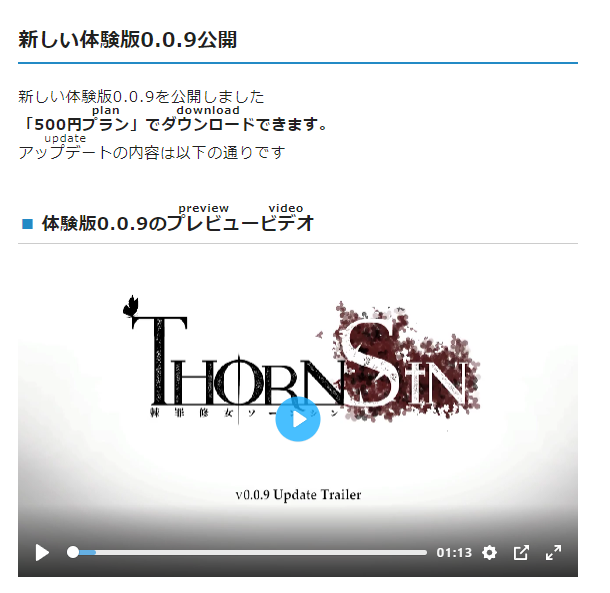 新しい体験版0.0.9公開
新しい体験版0.0.9を公開しました
plan download
「500円プラン」でダウンロードできます。
update
アップデートの内容は以下の通りです
preview video
体験版0.0.9のプレビュービデオ
THORNSIN
棘罪修女ソーニルン
v0.0.9 Update Trailer
01:13